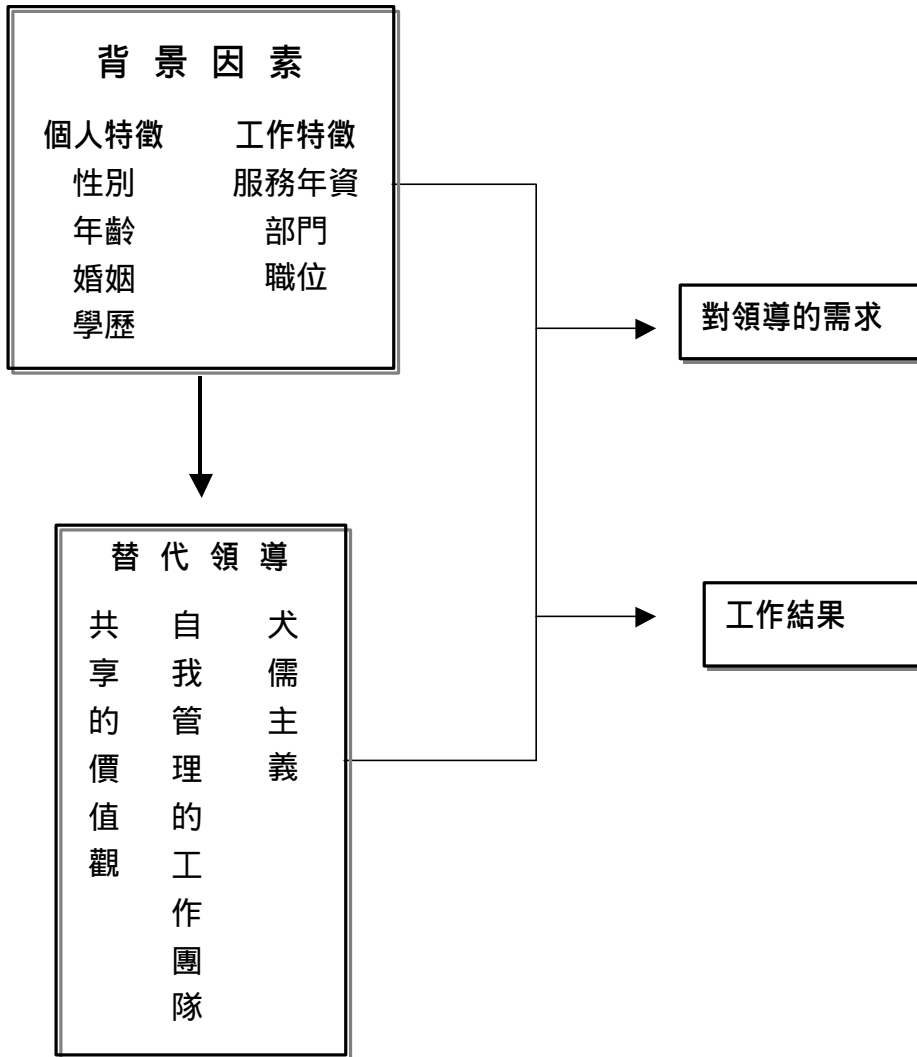 背景因素
個人特徵 工作特徵
性別 服務年資
年齡 部門
婚姻 職位
學歷
對領導的需求
替代領導
共享的價值觀
自我管理的工作團隊
犬儒主義
工作結果